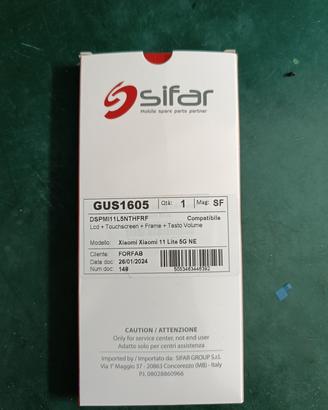 sifar
Mobile spare parts partner
GUS1605 Qtà: 1 Mag: SF
DSPMI11L5NTHFRF Compatibile
Lcd + Touchscreen + Frame + Tasto Volume
Modello: Xiaomi Xiaomi 11 Lite 5G NE
Cliente: FORFAB
Data doc: 26/01/2024
Num doc: 149
CAUTION / ATTENZIONE
Only for service center, not end user
Adatto solo per centri assistenza
Imported by / Importato da: SIFAR GROUP S.r.l.
Via 1° Maggio 37 - 20863 Concorezzo (MB) - Italy
P.I. 08028860966